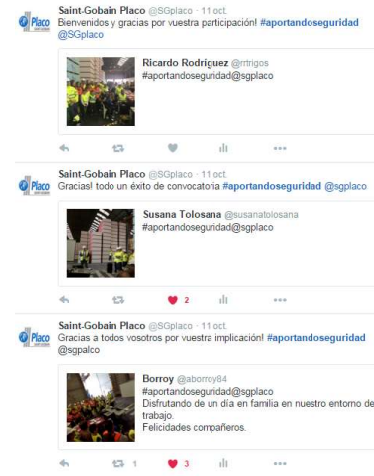 Saint-Gobain Placo @SGplaco · 11 oct.
Bienvenidos y gracias por vuestra participación! #aportandoseguridad
@SGplaco
Placo
Ricardo Rodríguez @rrtrigos
#aportandoseguridad@sgplaco
Saint-Gobain Placo @SGplaco · 11 oct.
Gracias! todo un éxito de convocatoria #aportandoseguridad @sgplaco
Placo
Susana Tolosana @susanatolosana
#aportandoseguridad@sgplaco
2
Saint-Gobain Placo @SGplaco · 11 oct.
Gracias a todos vosotros por vuestra implicación! #aportandoseguridad
@sgpalco
Placo
Borroy @aborroy84
#aportandoseguridad@sgplaco
Disfrutando de un día en familia en nuestro entorno de
trabajo.
Felicidades compañeros.
1 3